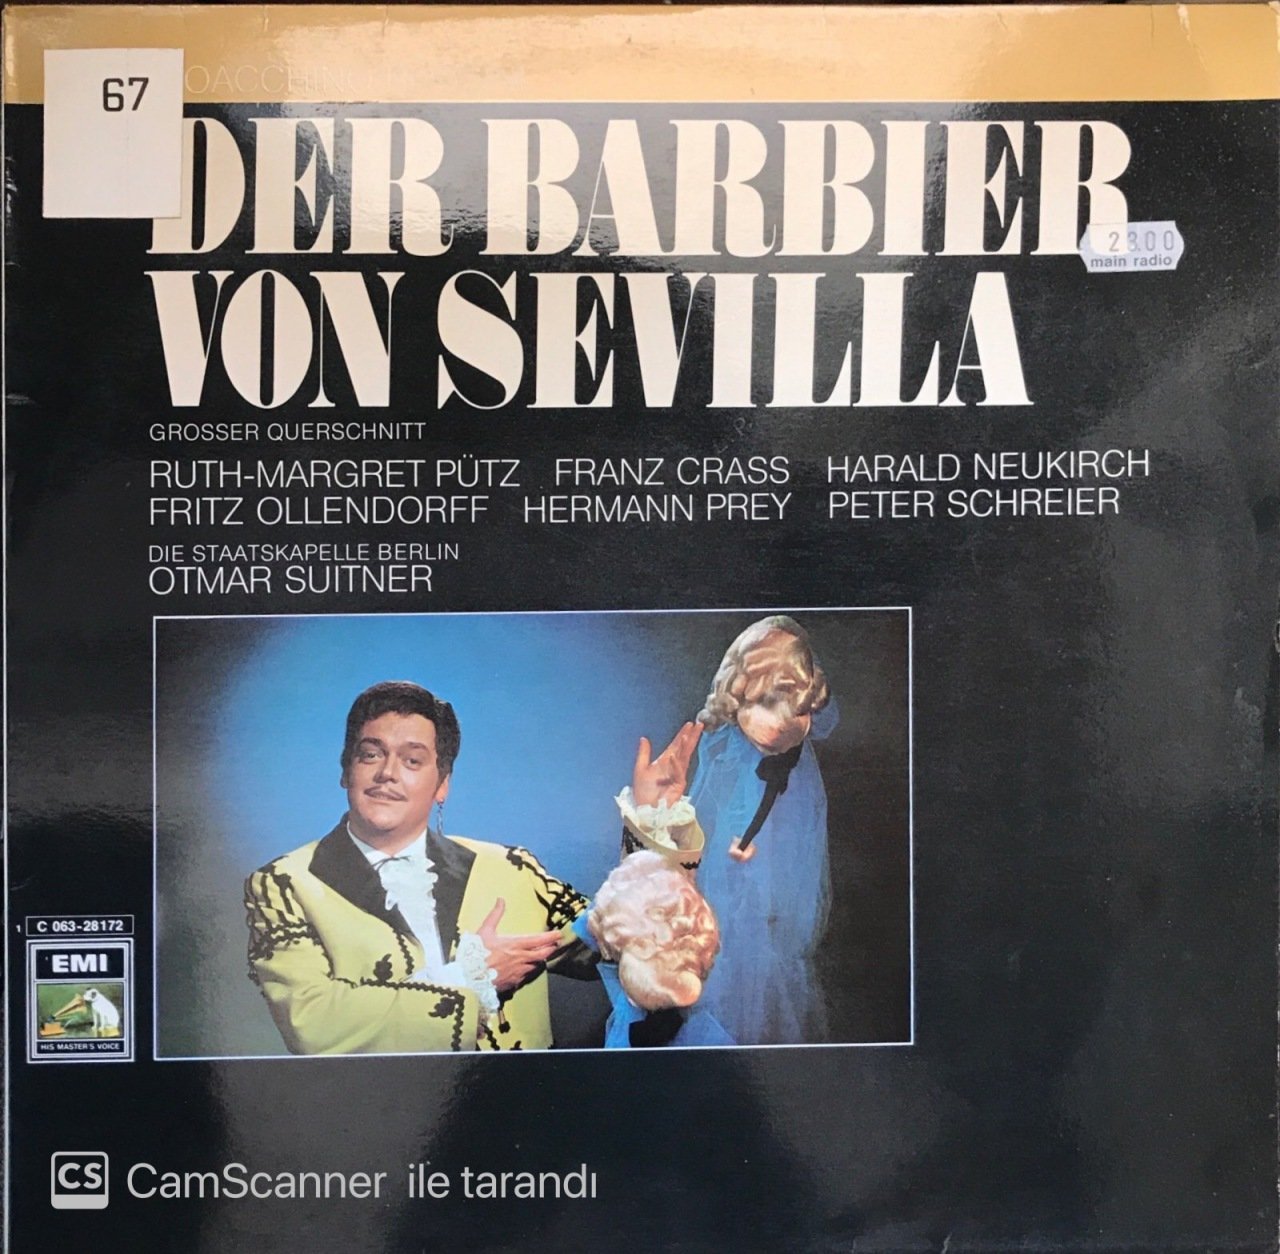 67
DER BARBIER
VON SEVILLA
23.00
main radio
GROSSER QUERSCHNITT
RUTH-MARGRET PÜTZ FRANZ CRASS HARALD NEUKIRCH
FRITZ OLLENDORFF HERMANN PREY PETER SCHREIER
DIE STAATSKAPELLE BERLIN
OTMAR SUITNER
1 C 063-28172
EMI
HIS MASTER'S VOICE
CS CamScanner ile tarandı